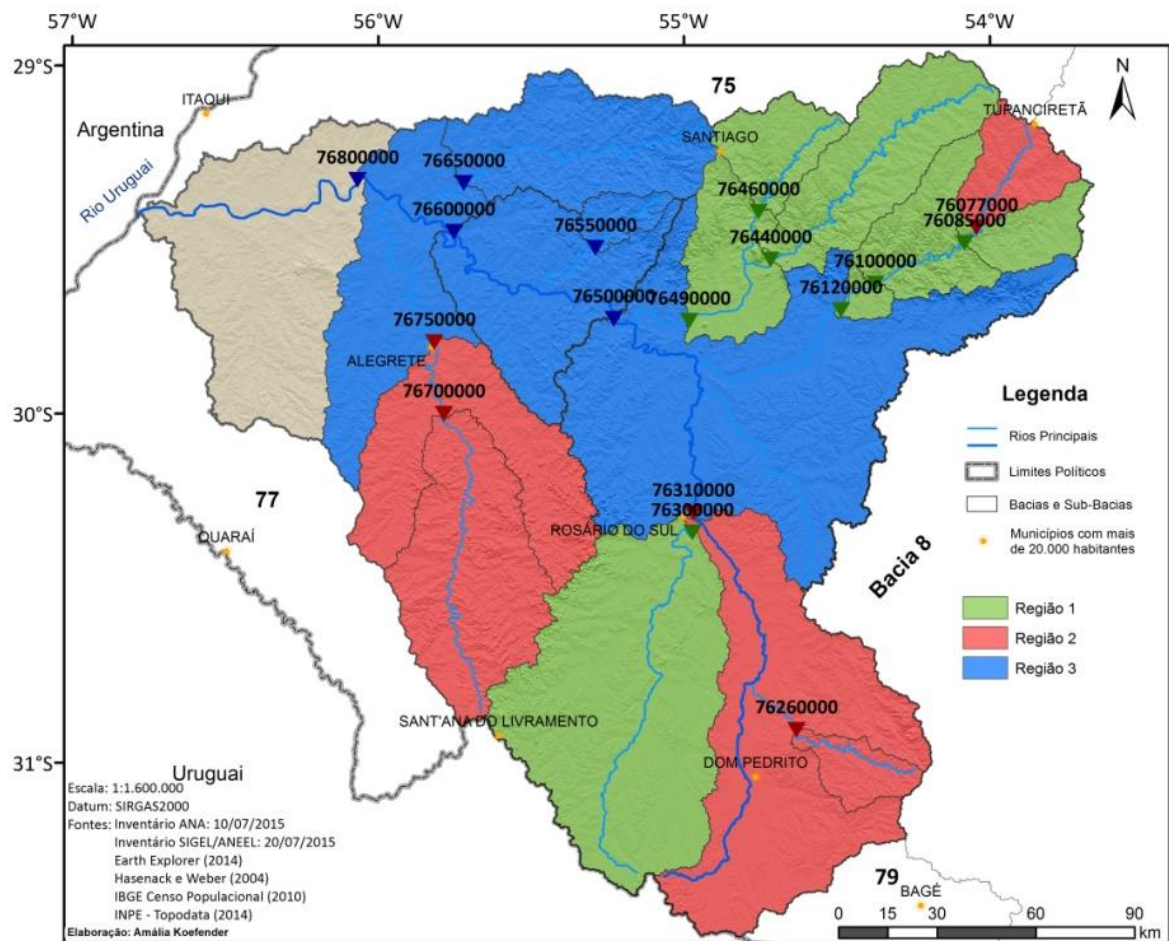 57°W
56°W
55°W
54°W
29°S
30°S
31°S
N
75
ITAQUI
Argentina
Rio Uruguai
SANTIAGO
TUPANCIRETÃ
76800000
76650000
76600000
76550000
76460000
76440000
76077000
76085000
76100000
76120000
76500000
76490000
76750000
ALEGRETE
76700000
77
QUARAÍ
76310000
76300000
ROSÁRIO DO SUL
Bacia 8
76260000
SANT'ANA DO LIVRAMENTO
DOM PEDRITO
Uruguai
79
BAGÉ
Legenda
Rios Principais
Limites Políticos
Bacias e Sub-Bacias
Municípios com mais
de 20.000 habitantes
Região 1
Região 2
Região 3
Escala: 1:1.600.000
Datum: SIRGAS2000
Fontes: Inventário ANA: 10/07/2015
Inventário SIGEL/ANEEL: 20/07/2015
Earth Explorer (2014)
Hasenack e Weber (2004)
IBGE Censo Populacional (2010)
INPE - Topodata (2014)
Elaboração: Amália Koefender
0 15 30 60 90
km